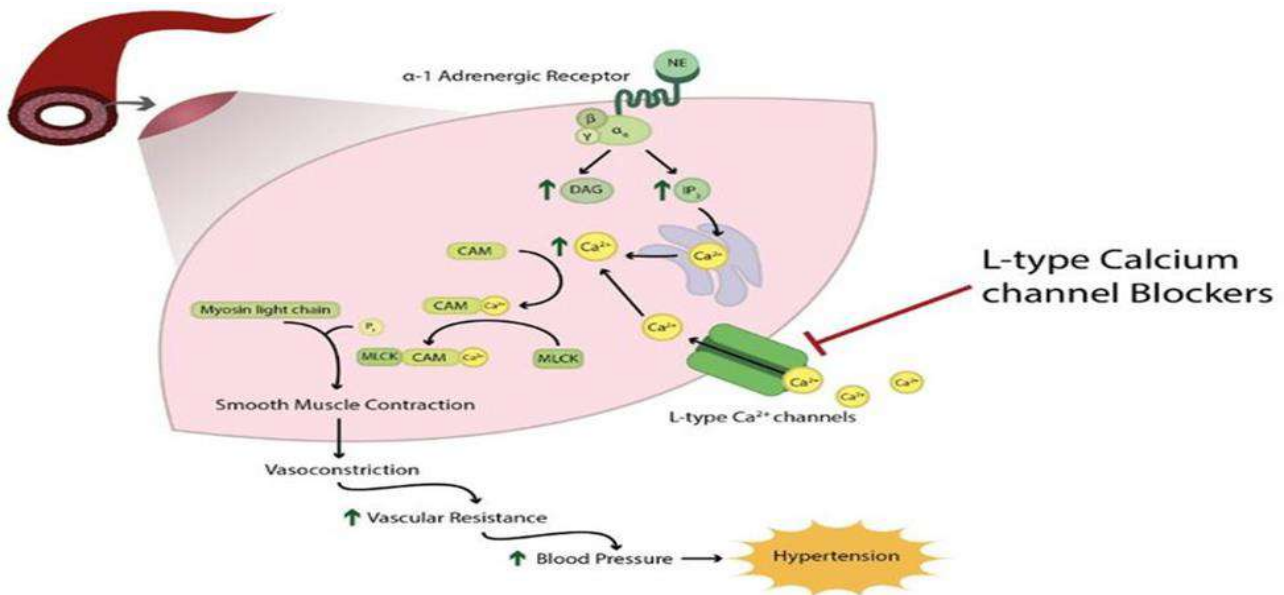 NE
α-1 Adrenergic Receptor
β
γ
αq
DAG
IP3
CAM
Ca²⁺
Ca²⁺
L-type Calcium
channel Blockers
CAM Ca²⁺
Myosin light chain
Pi
Ca²⁺
MLCK CAM Ca²⁺
MLCK
Ca²⁺
Ca²⁺
Ca²⁺
Smooth Muscle Contraction
L-type Ca²⁺ channels
Vasoconstriction
Vascular Resistance
Blood Pressure
Hypertension